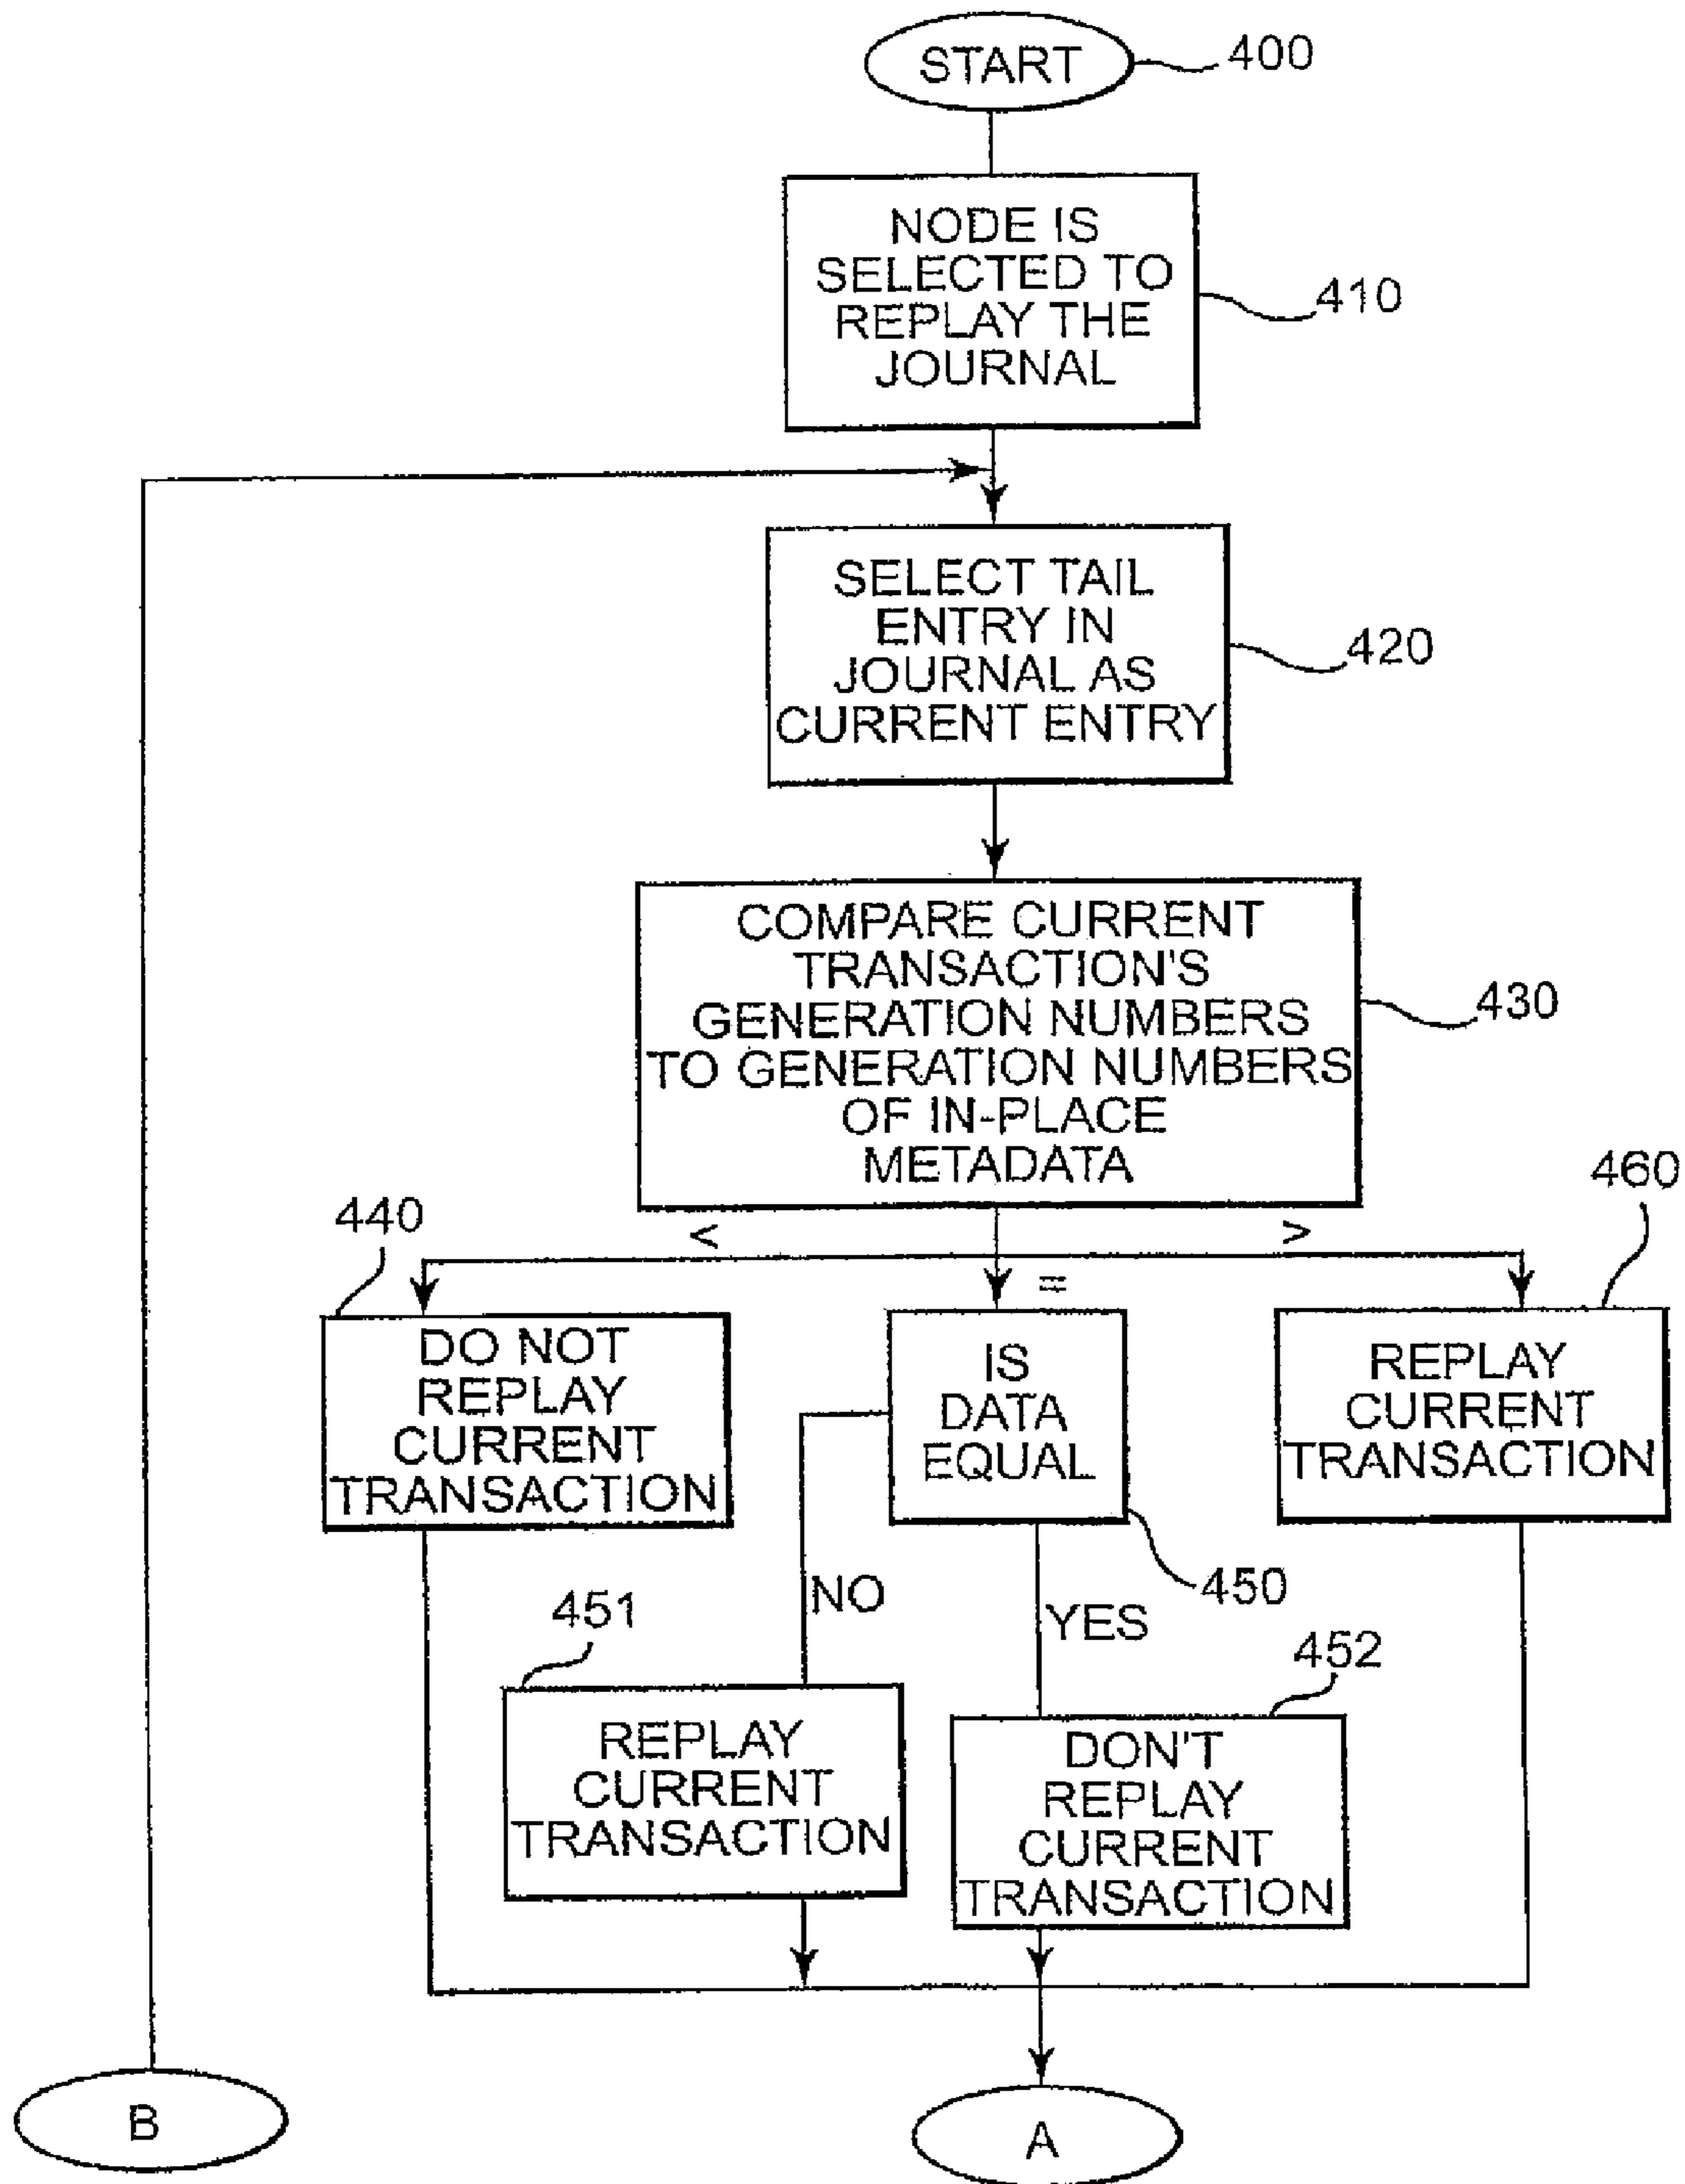 START
400
NODE IS
SELECTED TO
REPLAY THE
JOURNAL
410
SELECT TAIL
ENTRY IN
JOURNAL AS
CURRENT ENTRY
420
COMPARE CURRENT
TRANSACTION'S
GENERATION NUMBERS
TO GENERATION NUMBERS
OF IN-PLACE
METADATA
430
<
=
>
440
DO NOT
REPLAY
CURRENT
TRANSACTION
IS
DATA
EQUAL
450
460
REPLAY
CURRENT
TRANSACTION
NO
YES
451
REPLAY
CURRENT
TRANSACTION
452
DON'T
REPLAY
CURRENT
TRANSACTION
B
A